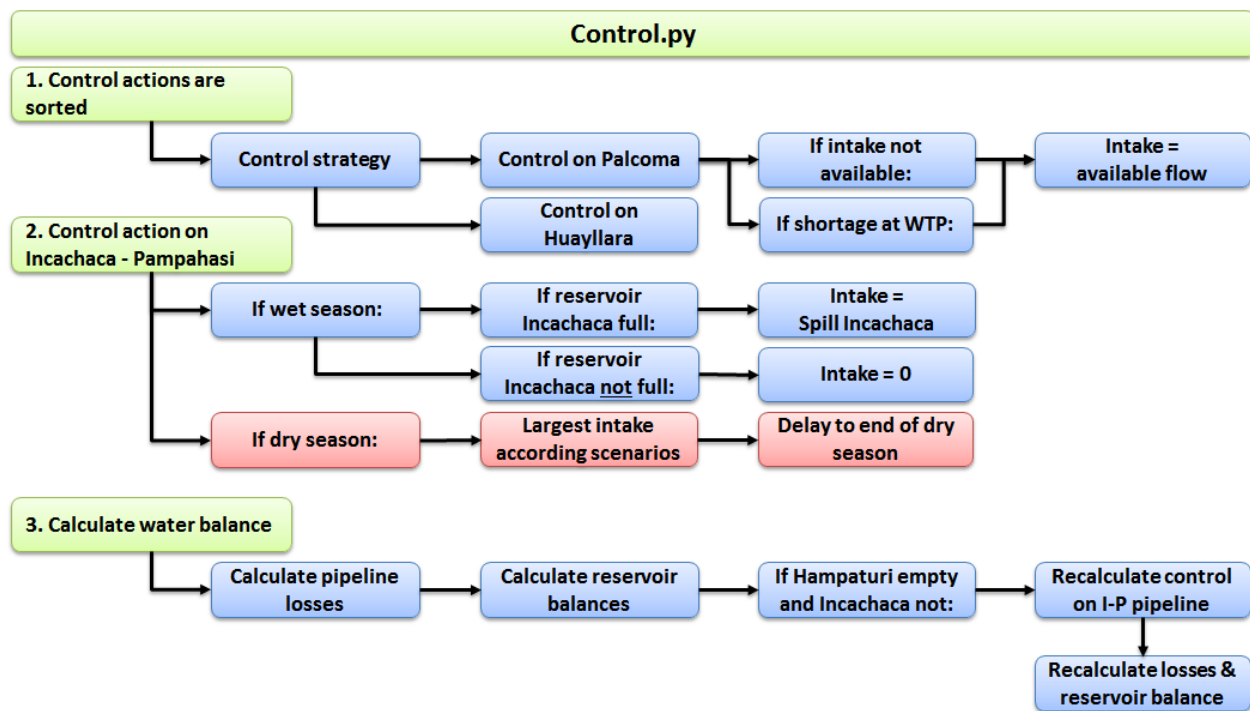 Control.py
1. Control actions are
sorted
Control strategy
Control on Palcoma
If intake not
available:
Intake =
available flow
Control on
Huayllara
If shortage at WTP:
2. Control action on
Incachaca - Pampahasi
If wet season:
If reservoir
Incachaca full:
Intake =
Spill Incachaca
If reservoir
Incachaca not full:
Intake = 0
If dry season:
Largest intake
according scenarios
Delay to end of dry
season
3. Calculate water balance
Calculate pipeline
losses
Calculate reservoir
balances
If Hampaturi empty
and Incachaca not:
Recalculate control
on I-P pipeline
Recalculate losses &
reservoir balance